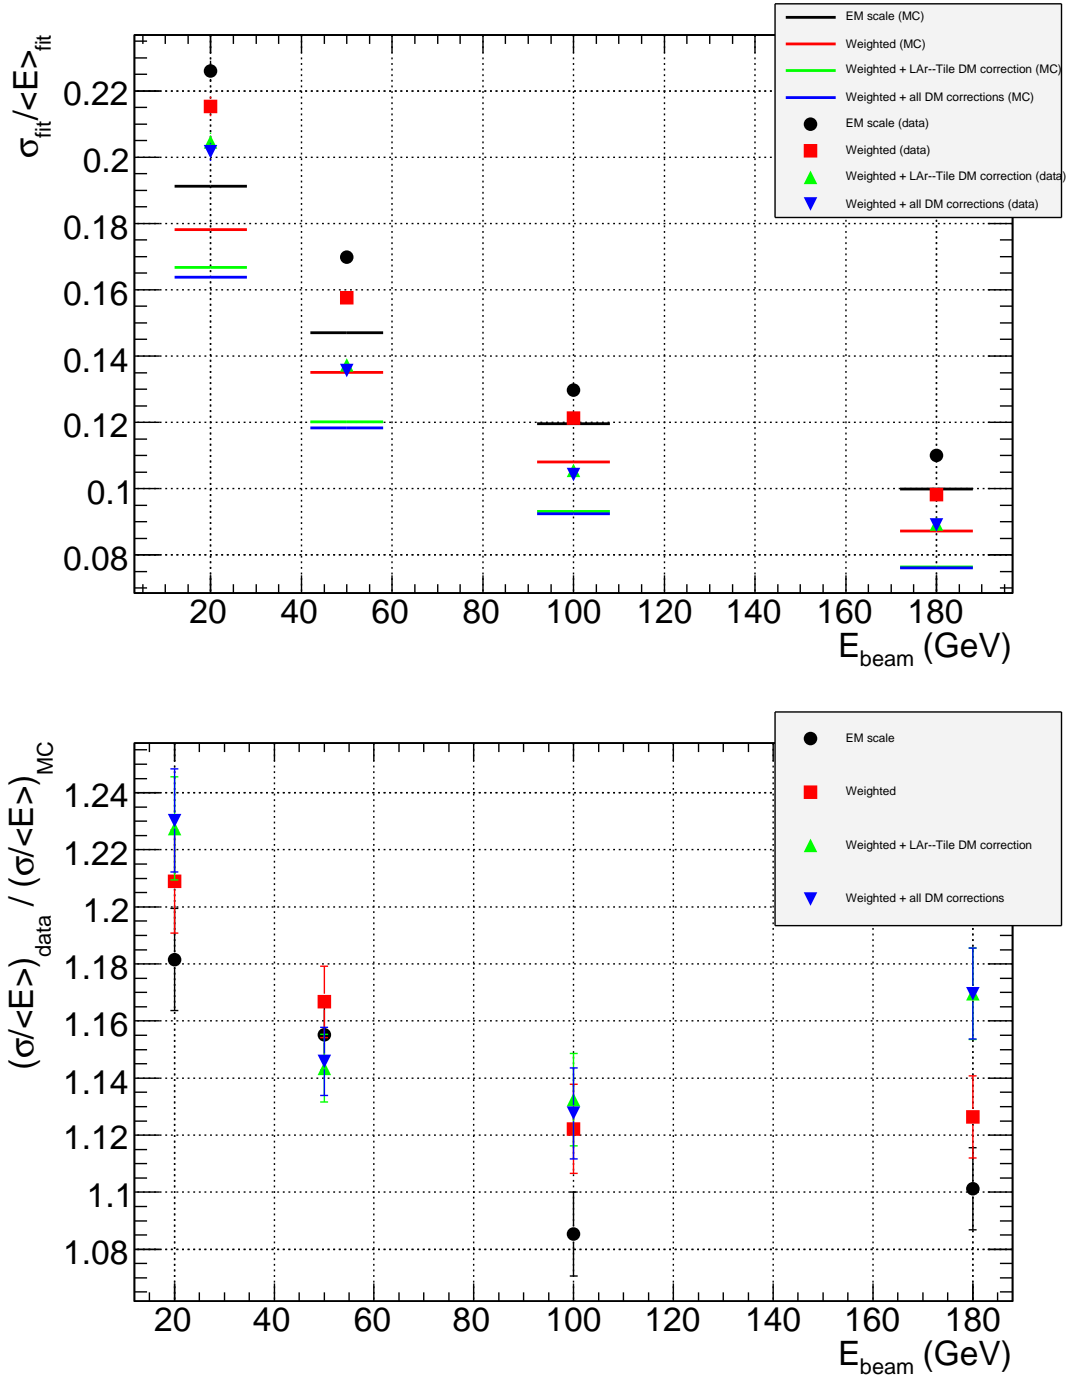 EM scale (MC)
Weighted (MC)
Weighted + LAr--Tile DM correction (MC)
Weighted + all DM corrections (MC)
EM scale (data)
Weighted (data)
Weighted + LAr--Tile DM correction (data)
Weighted + all DM corrections (data)
σfit/<E>fit
0.22
0.2
0.18
0.16
0.14
0.12
0.1
0.08
20 40 60 80 100 120 140 160 180
Ebeam (GeV)
EM scale
Weighted
Weighted + LAr--Tile DM correction
Weighted + all DM corrections
(σ/<E>)data / (σ/<E>)MC
1.24
1.22
1.2
1.18
1.16
1.14
1.12
1.1
1.08
20 40 60 80 100 120 140 160 180
Ebeam (GeV)